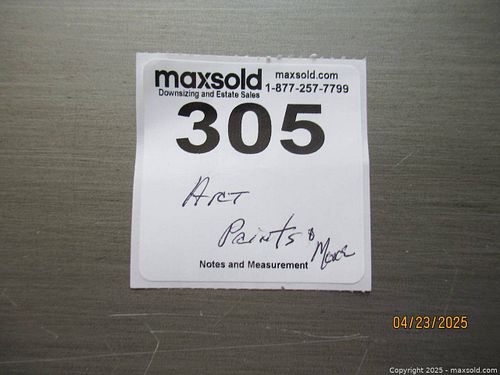 maxsold maxsold.com
Downsizing and Estate Sales 1-877-257-7799
305
Art
Prints &
More
Notes and Measurement
04/23/2025
Copyright 2025 - maxsold.com